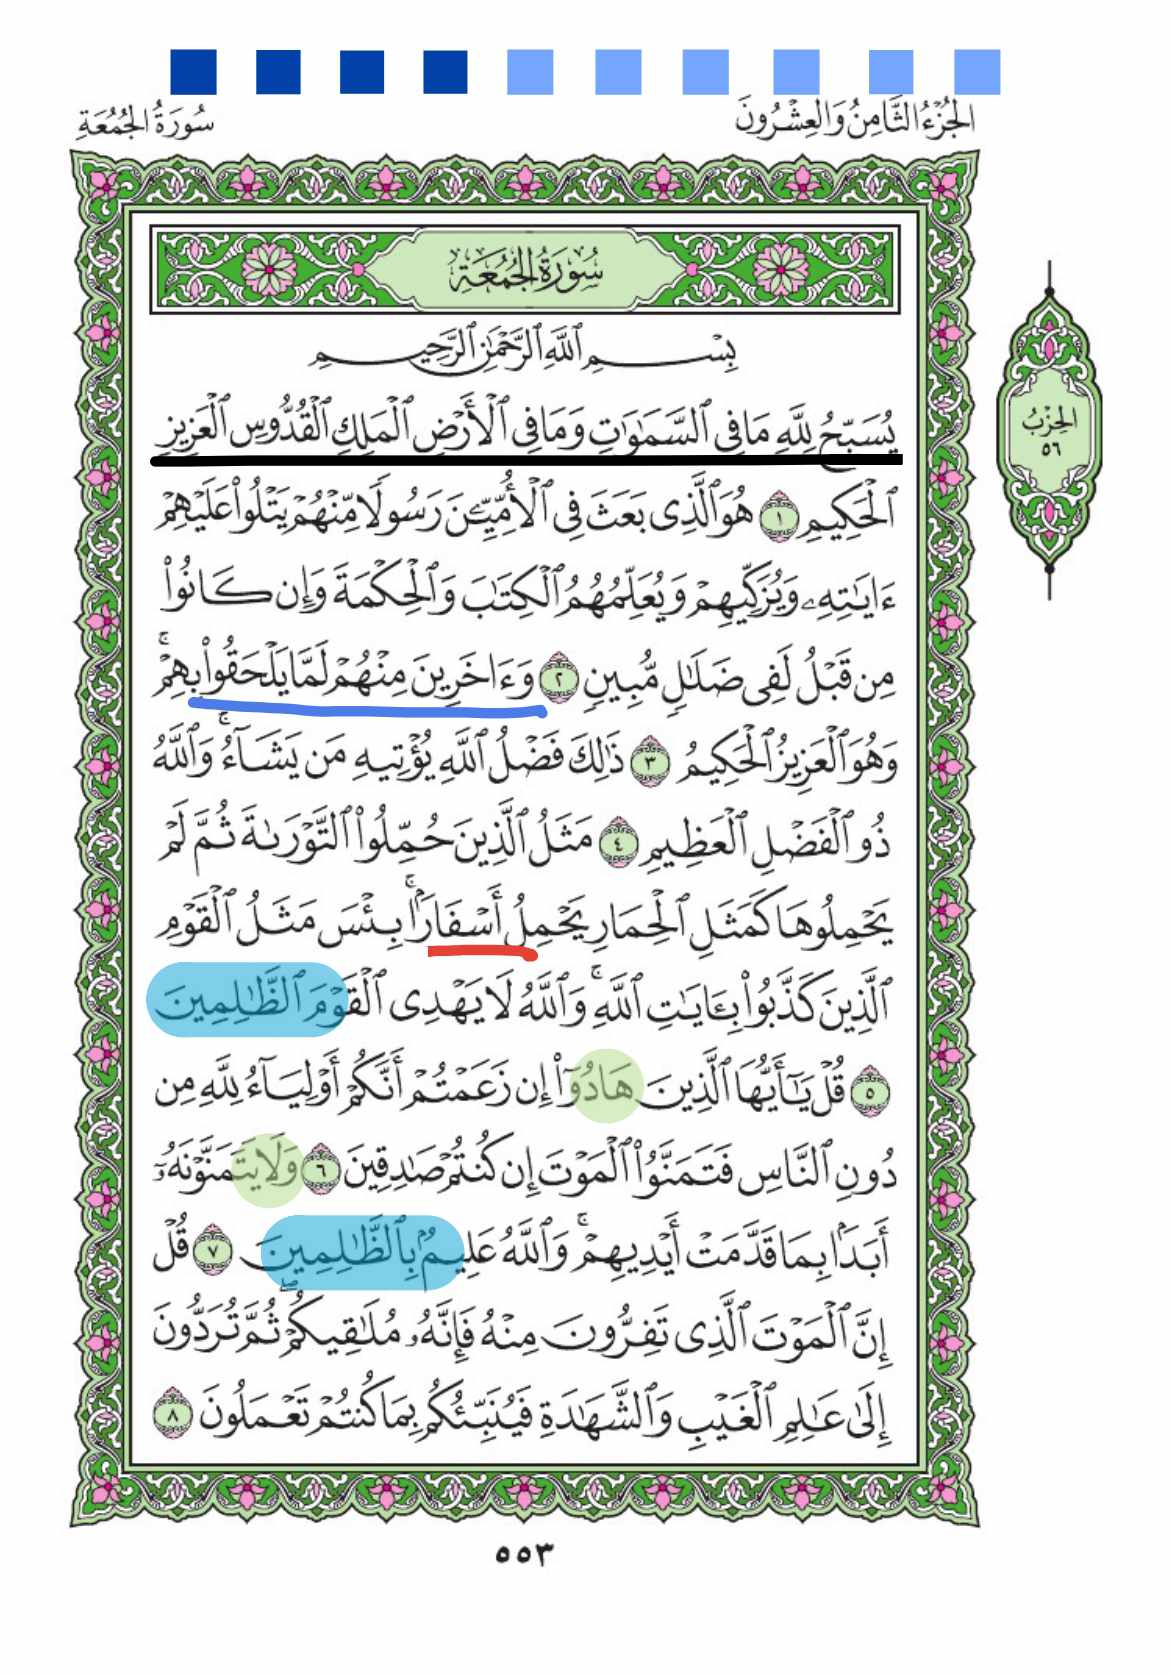 الجُزْءُ الثَّامِنُ وَالعِشْرُونَ
سُورَةُ الجُمُعَةِ
سُورَةُ الجُمُعَةِ
بِسْمِ ٱللَّهِ ٱلرَّحْمَٰنِ ٱلرَّحِيمِ
يُسَبِّحُ لِلَّهِ مَا فِى ٱلسَّمَٰوَٰتِ وَمَا فِى ٱلْأَرْضِ ٱلْمَلِكِ ٱلْقُدُّوسِ ٱلْعَزِيزِ
ٱلْحَكِيمِ ١ هُوَ ٱلَّذِى بَعَثَ فِى ٱلْأُمِّيِّـۧنَ رَسُولًا مِّنْهُمْ يَتْلُوا۟ عَلَيْهِمْ
ءَايَٰتِهِۦ وَيُزَكِّيهِمْ وَيُعَلِّمُهُمُ ٱلْكِتَٰبَ وَٱلْحِكْمَةَ وَإِن كَانُوا۟
مِن قَبْلُ لَفِى ضَلَٰلٍ مُّبِينٍ ٢ وَءَاخَرِينَ مِنْهُمْ لَمَّا يَلْحَقُوا۟ بِهِمْ ۚ
وَهُوَ ٱلْعَزِيزُ ٱلْحَكِيمُ ٣ ذَٰلِكَ فَضْلُ ٱللَّهِ يُؤْتِيهِ مَن يَشَآءُ ۚ وَٱللَّهُ
ذُو ٱلْفَضْلِ ٱلْعَظِيمِ ٤ مَثَلُ ٱلَّذِينَ حُمِّلُوا۟ ٱلتَّوْرَىٰةَ ثُمَّ لَمْ
يَحْمِلُوهَا كَمَثَلِ ٱلْحِمَارِ يَحْمِلُ أَسْفَارًۢا ۚ بِئْسَ مَثَلُ ٱلْقَوْمِ
ٱلَّذِينَ كَذَّبُوا۟ بِـَٔايَٰتِ ٱللَّهِ ۚ وَٱللَّهُ لَا يَهْدِى ٱلْقَوْمَ ٱلظَّٰلِمِينَ
٥ قُلْ يَٰٓأَيُّهَا ٱلَّذِينَ هَادُوٓا۟ إِن زَعَمْتُمْ أَنَّكُمْ أَوْلِيَآءُ لِلَّهِ مِن
دُونِ ٱلنَّاسِ فَتَمَنَّوُا۟ ٱلْمَوْتَ إِن كُنتُمْ صَٰدِقِينَ ٦ وَلَا يَتَمَنَّوْنَهُۥٓ
أَبَدًۢا بِمَا قَدَّمَتْ أَيْدِيهِمْ ۚ وَٱللَّهُ عَلِيمٌۢ بِٱلظَّٰلِمِينَ ٧ قُلْ
إِنَّ ٱلْمَوْتَ ٱلَّذِى تَفِرُّونَ مِنْهُ فَإِنَّهُۥ مُلَٰقِيكُمْ ۖ ثُمَّ تُرَدُّونَ
إِلَىٰ عَٰلِمِ ٱلْغَيْبِ وَٱلشَّهَٰدَةِ فَيُنَبِّئُكُم بِمَا كُنتُمْ تَعْمَلُونَ ٨
الحِزْبُ
٥٦
٥٥٣